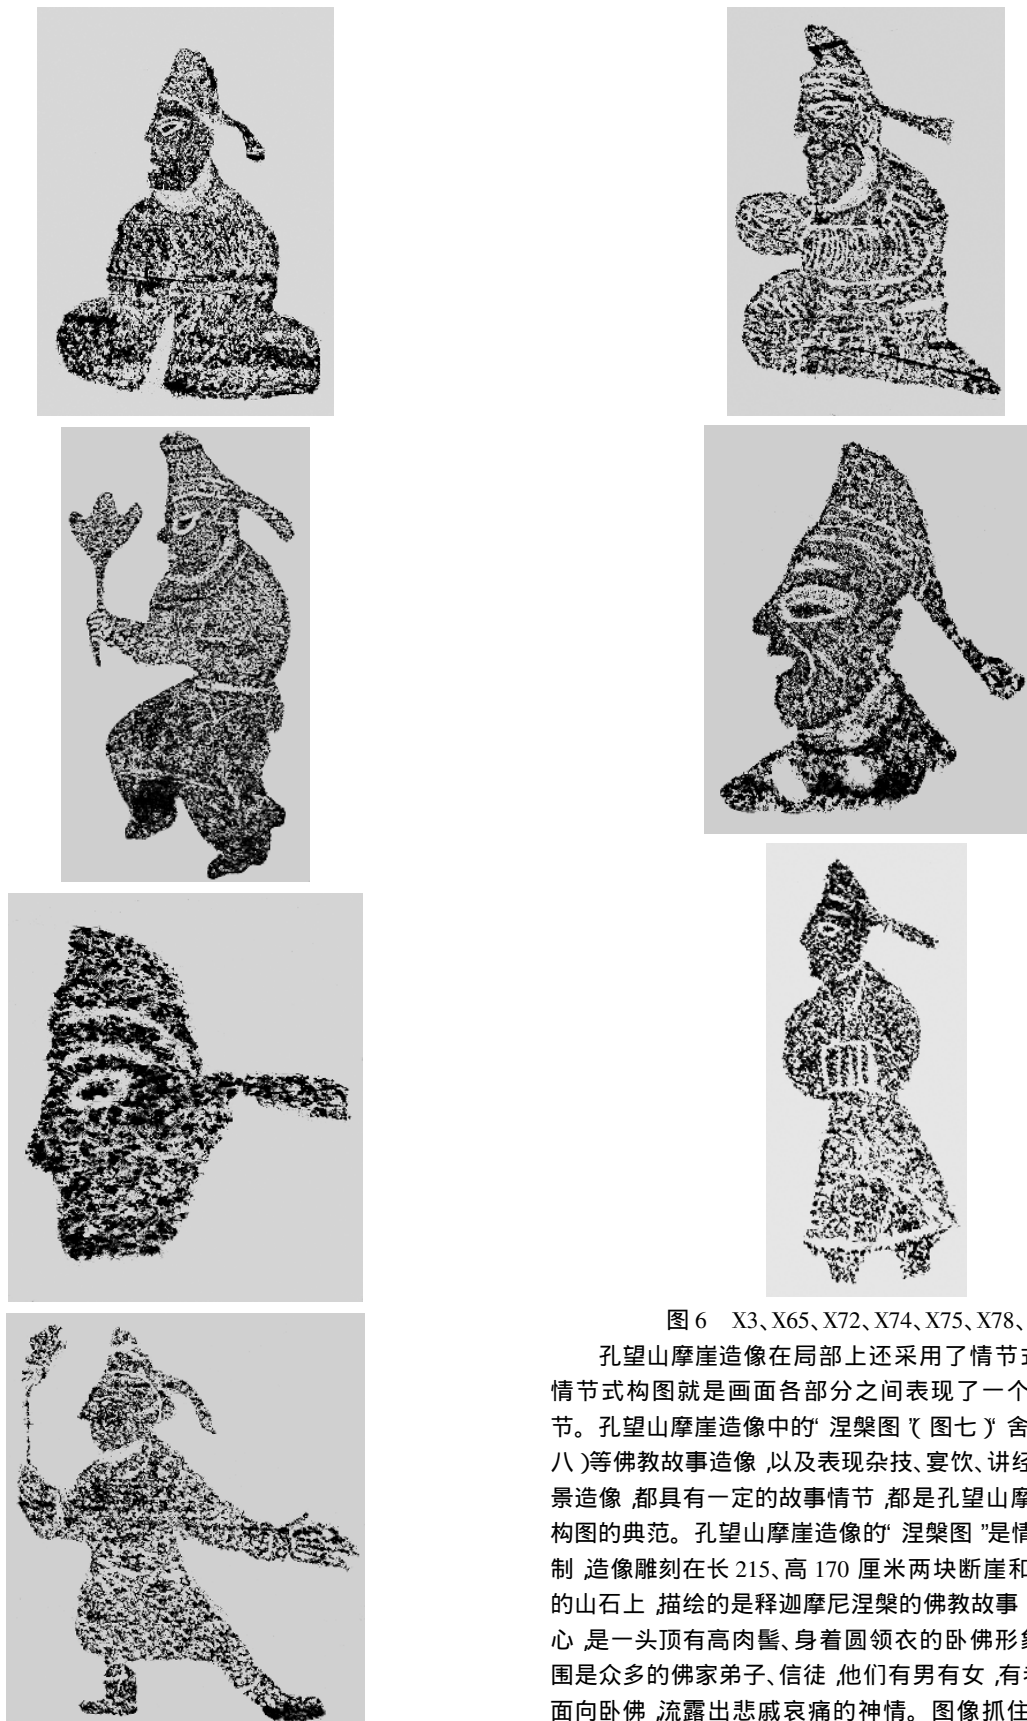 图 6 X3、X65、X72、X74、X75、X78、
孔望山摩崖造像在局部上还采用了情节
情节式构图就是画面各部分之间表现了一个
节。孔望山摩崖造像中的“涅槃图”(图七)“舍
八)等佛教故事造像,以及表现杂技、宴饮、讲经
景造像,都具有一定的故事情节,都是孔望山摩
构图的典范。孔望山摩崖造像的“涅槃图”是情
制,造像雕刻在长 215、高 170 厘米两块断崖和
的山石上,描绘的是释迦摩尼涅槃的佛教故事
心,是一头顶有高肉髻、身着圆领衣的卧佛形象
围是众多的佛家弟子、信徒,他们有男有女,有
面向卧佛,流露出悲戚哀痛的神情。图像抓住